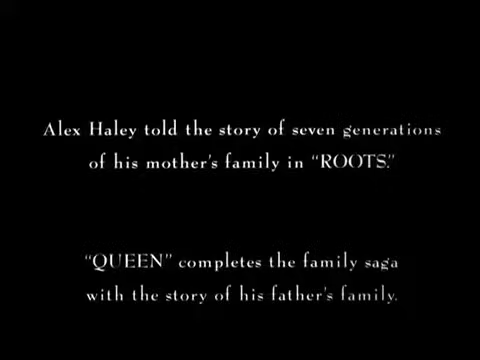 Alex Haley told the story of seven generations
of his mother's family in “ROOTS.”
“QUEEN” completes the family saga
with the story of his father's family.